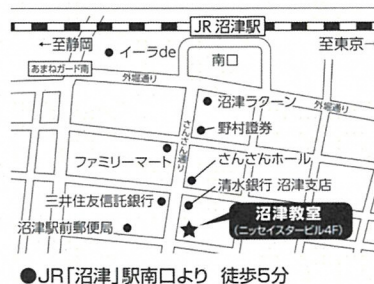 JR 沼津駅
←至静岡
イーラde
南口
至東京→
あまねガード南
外堀通り
外堀通り
沼津ラクーン
野村證券
さんさん通り
ファミリーマート
さんさんホール
清水銀行 沼津支店
三井住友信託銀行
沼津教室
(ニッセイスタービル4F)
沼津駅前郵便局
●JR「沼津」駅南口より 徒歩5分